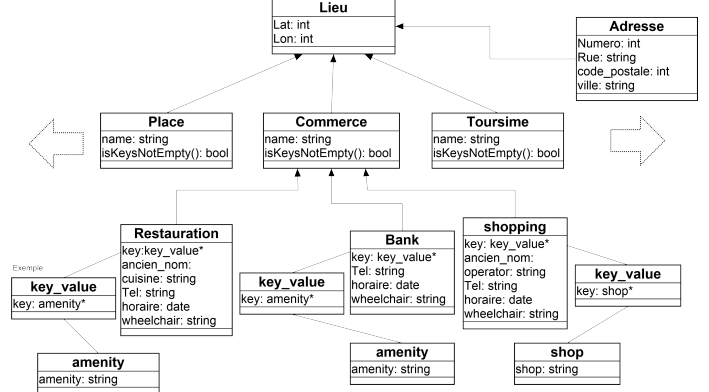 Lieu
Lat: int
Lon: int
Adresse
Numero: int
Rue: string
code_postale: int
ville: string
Place
name: string
isKeysNotEmpty(): bool
Commerce
name: string
isKeysNotEmpty(): bool
Toursime
name: string
isKeysNotEmpty(): bool
Restauration
key:key_value*
ancien_nom:
cuisine: string
Tel: string
horaire: date
wheelchair: string
Bank
key: key_value*
Tel: string
horaire: date
wheelchair: string
shopping
key: key_value*
ancien_nom:
operator: string
Tel: string
horaire: date
wheelchair: string
Exemple
key_value
key: amenity*
key_value
key: amenity*
key_value
key: shop*
amenity
amenity: string
amenity
amenity: string
shop
shop: string